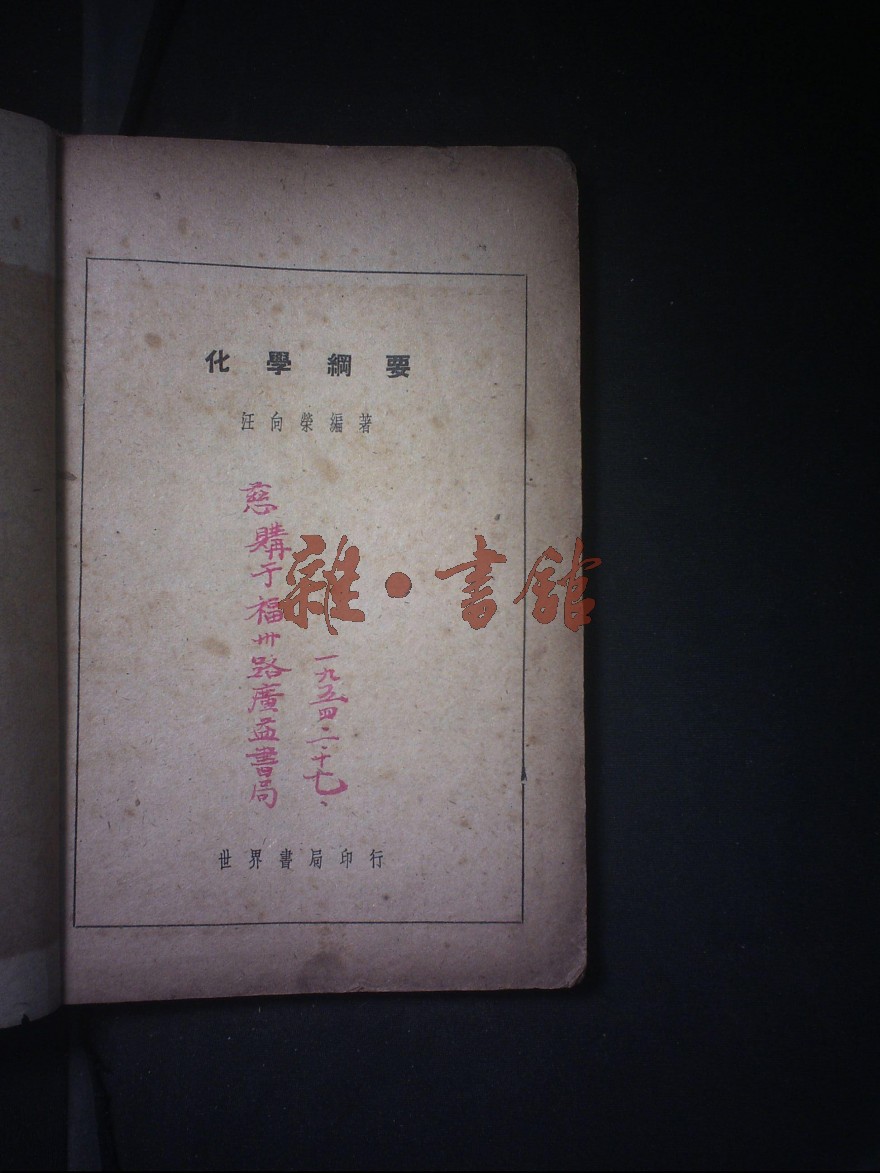 化學綱要
汪向榮編著
慈購于福州路廣益書局
一九五四二·十七、
雜·書館
世界書局印行